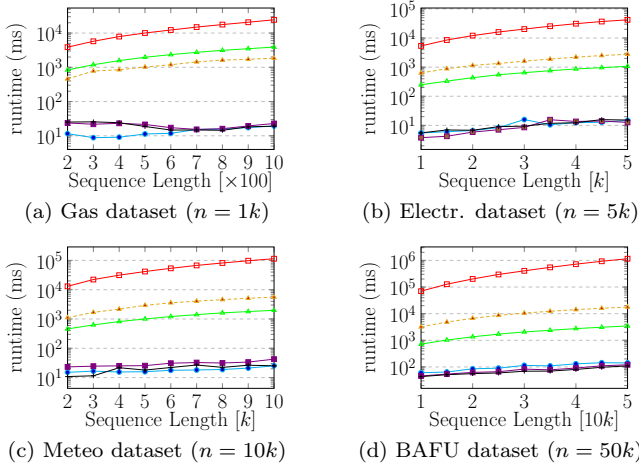 10^4
10^3
10^2
10^1
runtime (ms)
2 3 4 5 6 7 8 9 10
Sequence Length [×100]
(a) Gas dataset (n = 1k)
10^5
10^4
10^3
10^2
10^1
runtime (ms)
1 2 3 4 5
Sequence Length [k]
(b) Electr. dataset (n = 5k)
10^5
10^4
10^3
10^2
10^1
runtime (ms)
2 3 4 5 6 7 8 9 10
Sequence Length [k]
(c) Meteo dataset (n = 10k)
10^6
10^5
10^4
10^3
10^2
runtime (ms)
1 2 3 4 5
Sequence Length [10k]
(d) BAFU dataset (n = 50k)